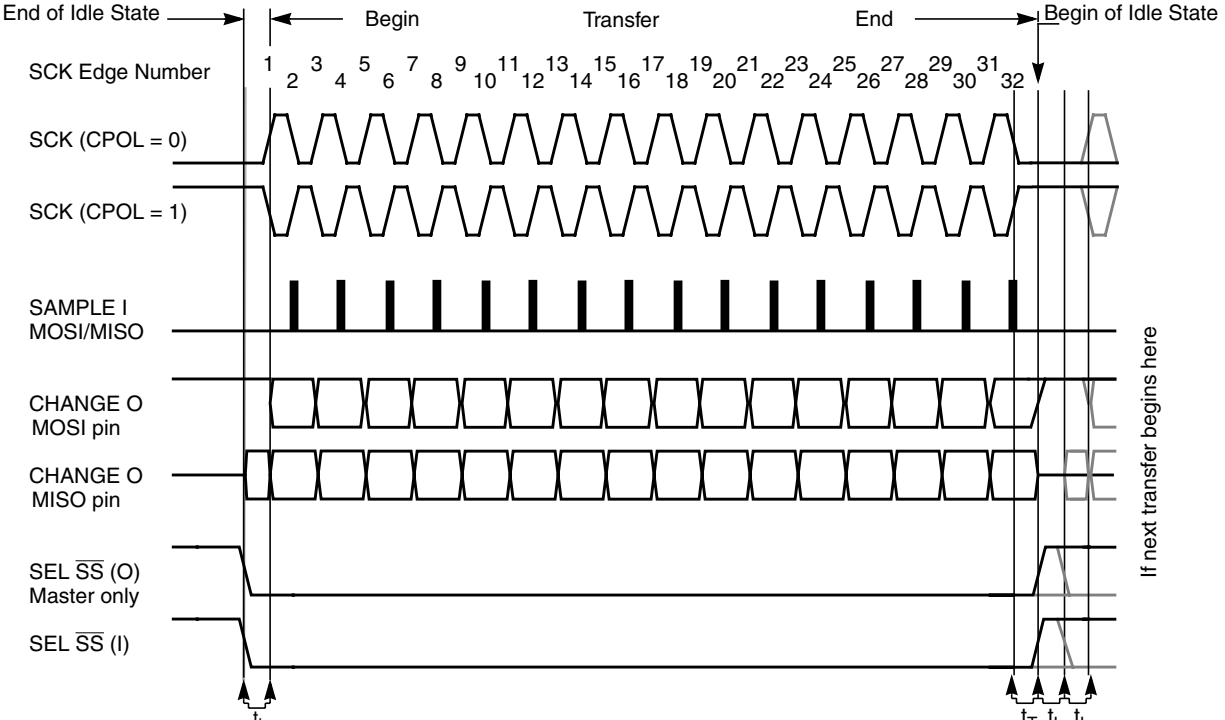 End of Idle State Begin Transfer End Begin of Idle State
SCK Edge Number
1 3 5 7 9 11 13 15 17 19 21 23 25 27 29 31
2 4 6 8 10 12 14 16 18 20 22 24 26 28 30 32
SCK (CPOL = 0)
SCK (CPOL = 1)
SAMPLE I
MOSI/MISO
CHANGE O
MOSI pin
CHANGE O
MISO pin
SEL SS (O)
Master only
SEL SS (I)
If next transfer begins here